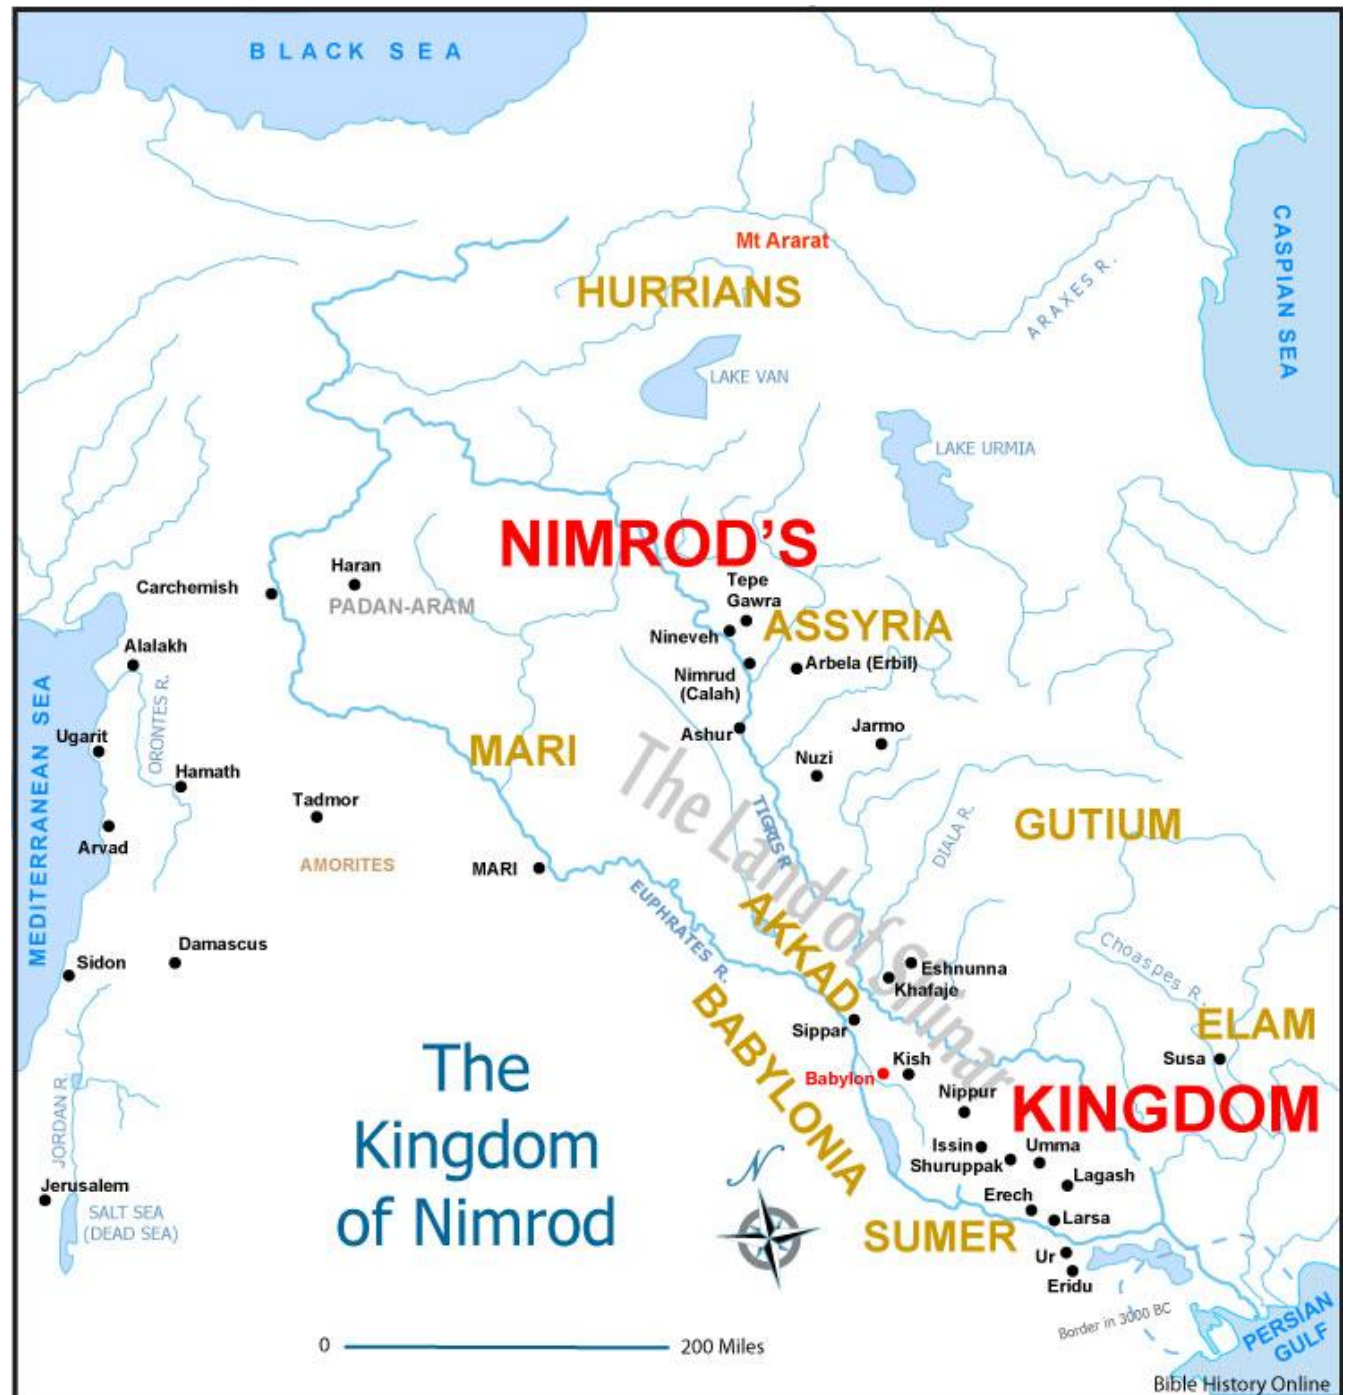 BLACK SEA
CASPIAN SEA
Mt Ararat
HURRIANS
ARAXES R.
LAKE VAN
LAKE URMIA
NIMROD'S
Haran
Carchemish
PADAN-ARAM
Tepe
Gawra
ASSYRIA
Nineveh
Alalakh
Arbela (Erbil)
Nimrud
(Calah)
ORONTES R.
MEDITERRANEAN SEA
Ugarit
Ashur
Jarmo
MARI
Nuzi
Hamath
The Land of Shinar
Tadmor
TIGRIS R
DIALA R.
GUTIUM
Arvad
AMORITES
MARI
EUPHRATES R.
AKKAD
Choaspes R.
Damascus
Sidon
Eshnunna
Khafaje
BABYLONIA
ELAM
Sippar
Susa
Kish
Babylon
The
Kingdom
of Nimrod
Nippur
KINGDOM
JORDAN R.
Issin
Umma
Shuruppak
Lagash
Jerusalem
Erech
SALT SEA
(DEAD SEA)
N
Larsa
SUMER
Ur
Eridu
Border in 3000 BC
PERSIAN
GULF
0
200 Miles
Bible History Online